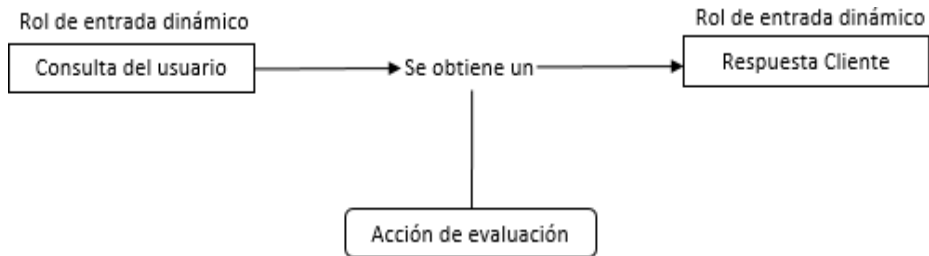 Rol de entrada dinámico
Rol de entrada dinámico
Consulta del usuario
Se obtiene un
Respuesta Cliente
Acción de evaluación